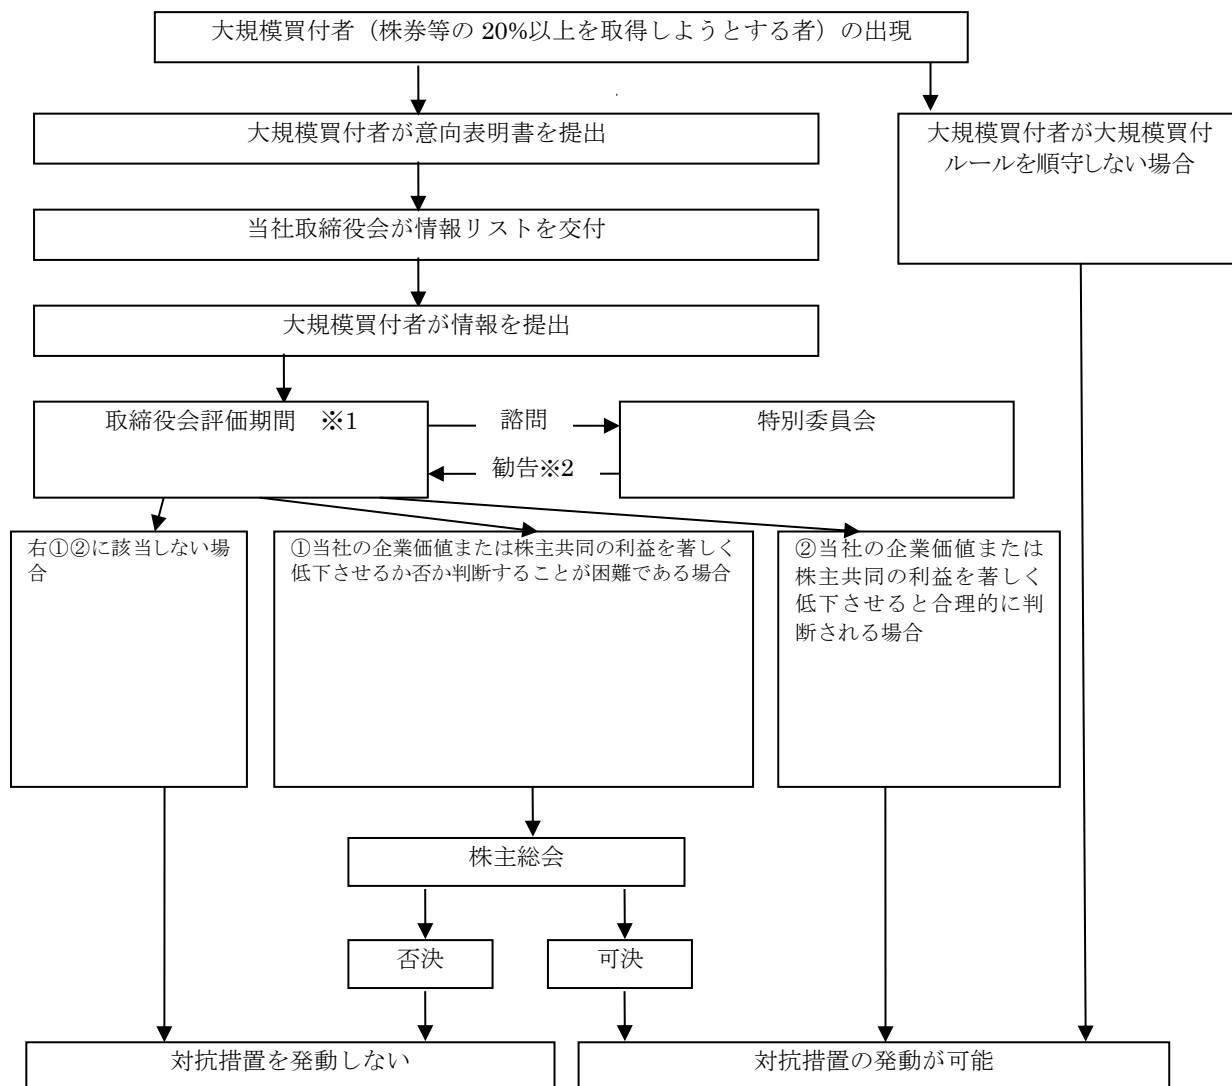 大規模買付者（株券等の 20%以上を取得しようとする者）の出現
大規模買付者が意向表明書を提出
大規模買付者が大規模買付
ルールを順守しない場合
当社取締役会が情報リストを交付
大規模買付者が情報を提出
取締役会評価期間　※1
諮問
特別委員会
勧告※2
右①②に該当しない場
合
①当社の企業価値または株主共同の利益を著しく
低下させるか否か判断することが困難である場合
②当社の企業価値または
株主共同の利益を著しく
低下させると合理的に判
断される場合
株主総会
否決
可決
対抗措置を発動しない
対抗措置の発動が可能